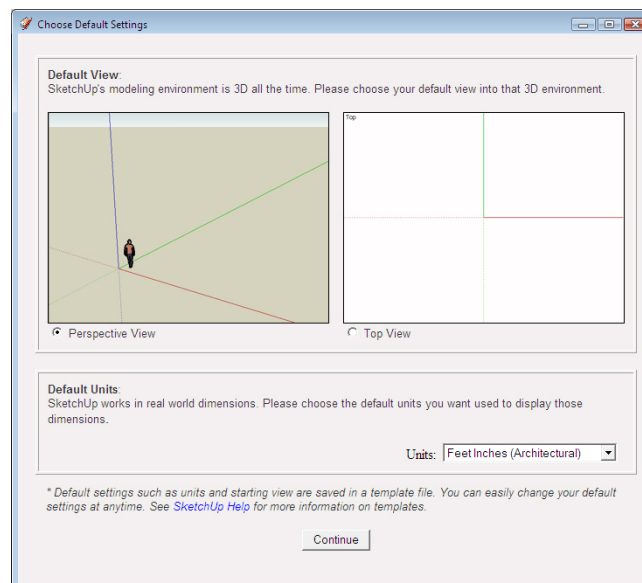 Choose Default Settings
Default View:
SketchUp's modeling environment is 3D all the time. Please choose your default view into that 3D environment.
Top
Perspective View
Top View
Default Units:
SketchUp works in real world dimensions. Please choose the default units you want used to display those
dimensions.
Units: Feet Inches (Architectural)
* Default settings such as units and starting view are saved in a template file. You can easily change your default
settings at anytime. See SketchUp Help for more information on templates.
Continue